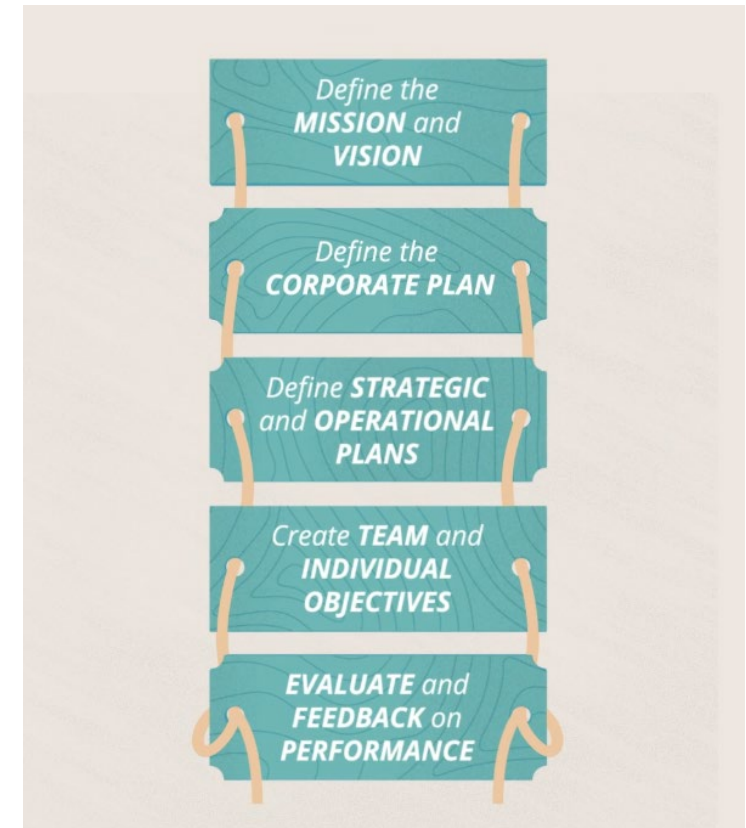 Define the
MISSION and
VISION
Define the
CORPORATE PLAN
Define STRATEGIC
and OPERATIONAL
PLANS
Create TEAM and
INDIVIDUAL
OBJECTIVES
EVALUATE and
FEEDBACK on
PERFORMANCE